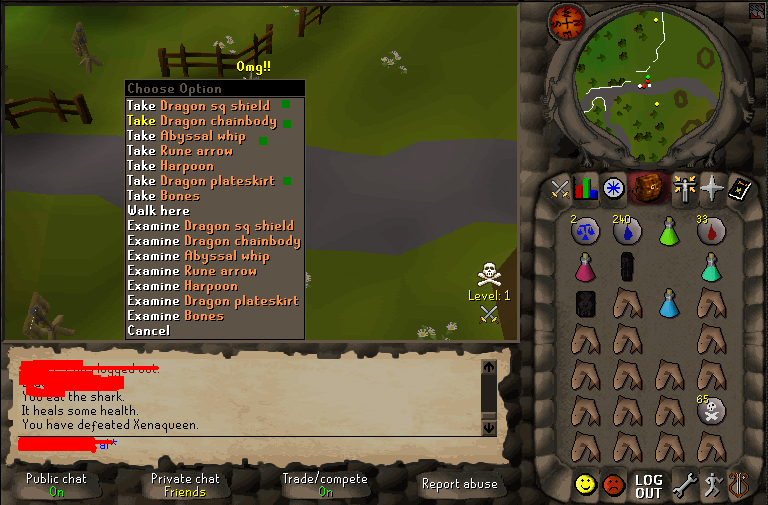 Omg!!
Choose Option
Take Dragon sq shield
Take Dragon chainbody
Take Abyssal whip
Take Rune arrow
Take Harpoon
Take Dragon plateskirt
Take Bones
Walk here
Examine Dragon sq shield
Examine Dragon chainbody
Examine Abyssal whip
Examine Rune arrow
Examine Harpoon
Examine Dragon plateskirt
Examine Bones
Cancel
Level: 1
2
240
33
65
logged out.
You eat the shark.
It heals some health.
You have defeated Xenaqueen.
Public chat
On
Private chat
Friends
Trade/compete
On
Report abuse
LOG
OUT